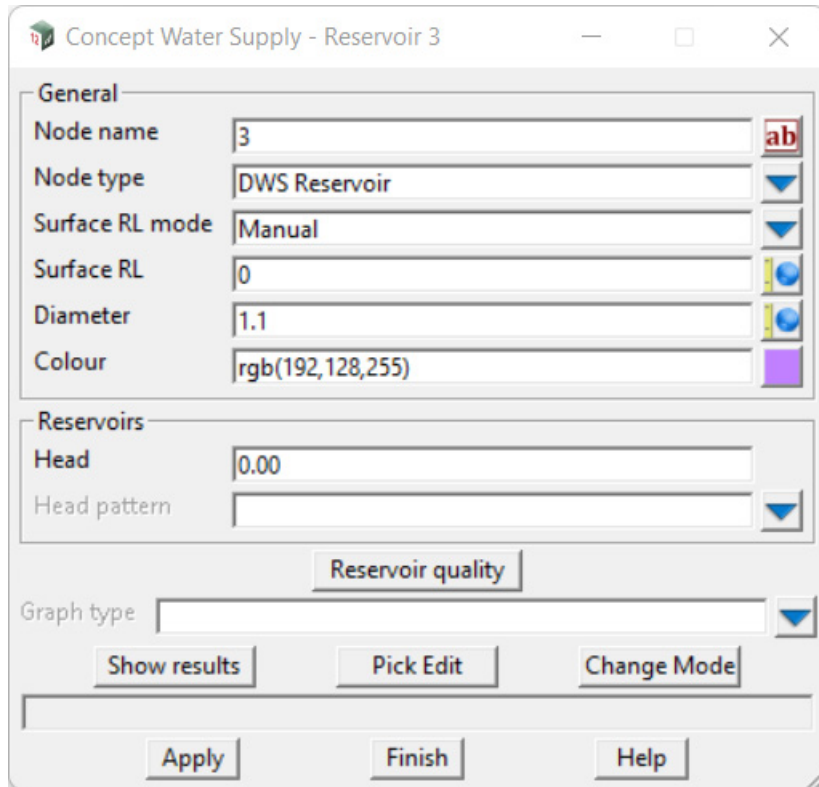 Concept Water Supply - Reservoir 3
General
Node name 3 ab
Node type DWS Reservoir
Surface RL mode Manual
Surface RL 0
Diameter 1.1
Colour rgb(192,128,255)
Reservoirs
Head 0.00
Head pattern
Reservoir quality
Graph type
Show results Pick Edit Change Mode
Apply Finish Help